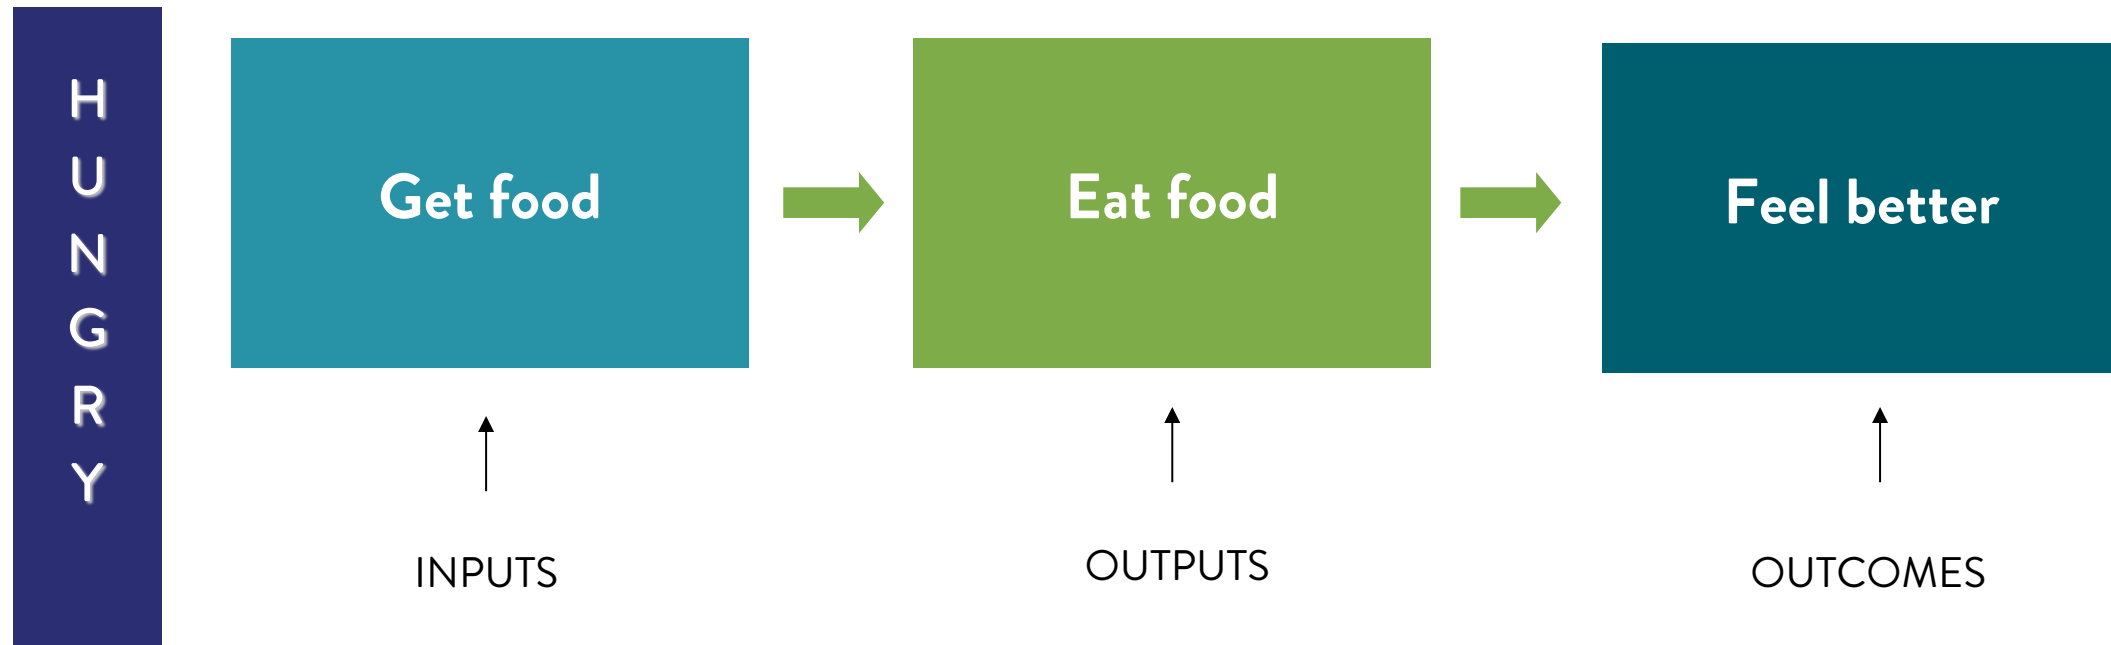 HUNGRY
Get food
Eat food
Feel better
INPUTS
OUTPUTS
OUTCOMES